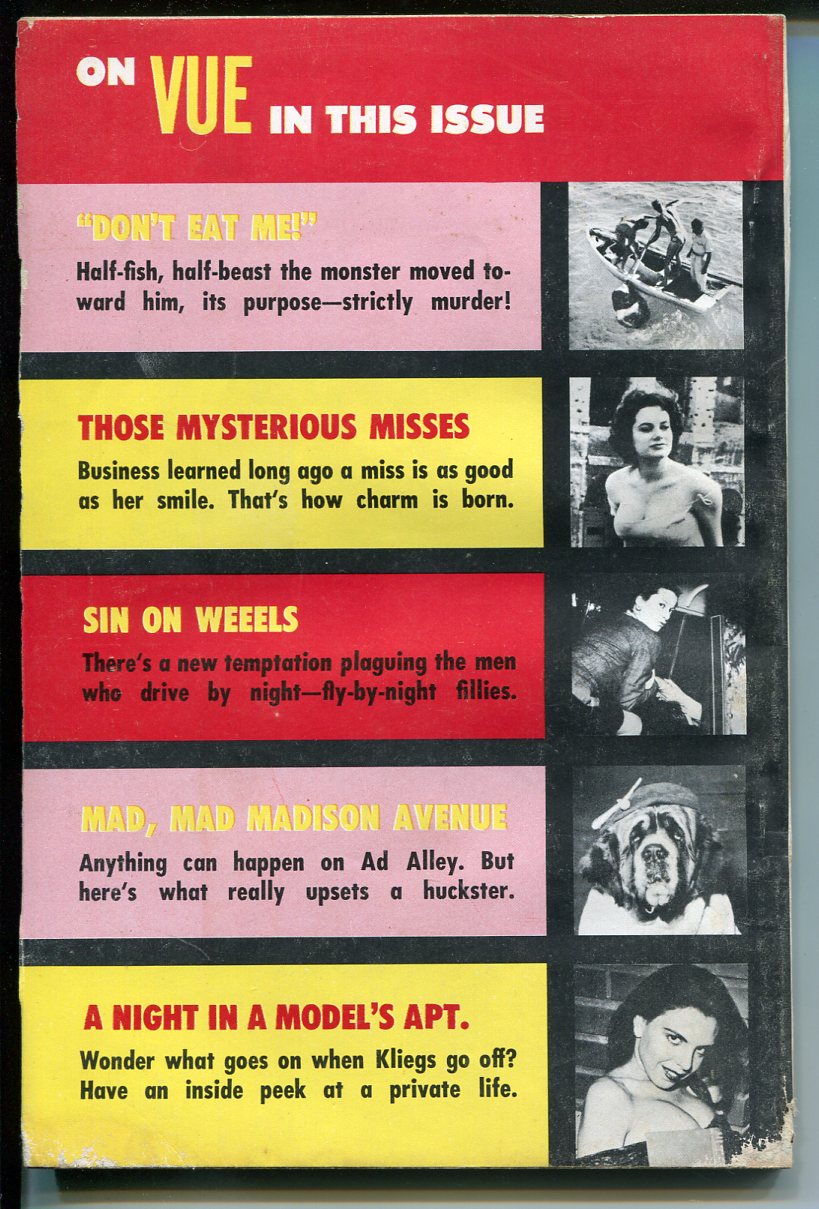 ON VUE IN THIS ISSUE
"DON'T EAT ME!"
Half-fish, half-beast the monster moved to-
ward him, its purpose—strictly murder!
THOSE MYSTERIOUS MISSES
Business learned long ago a miss is as good
as her smile. That's how charm is born.
SIN ON WEEELS
There's a new temptation plaguing the men
who drive by night—fly-by-night fillies.
MAD, MAD MADISON AVENUE
Anything can happen on Ad Alley. But
here's what really upsets a huckster.
A NIGHT IN A MODEL'S APT.
Wonder what goes on when Kliegs go off?
Have an inside peek at a private life.